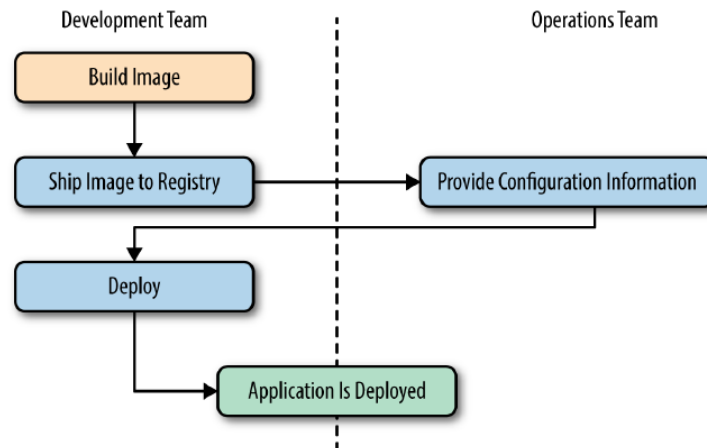 Development Team
Operations Team
Build Image
Ship Image to Registry
Provide Configuration Information
Deploy
Application Is Deployed